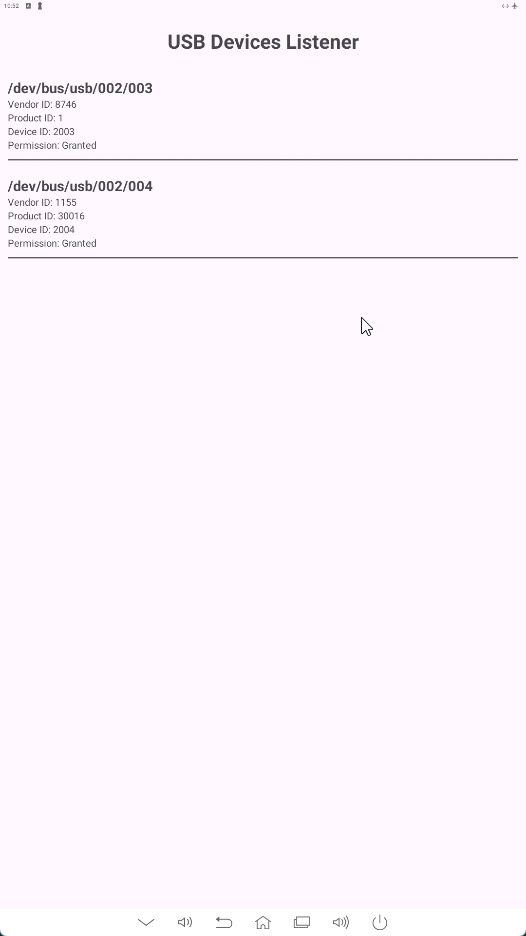 10:52
USB Devices Listener
/dev/bus/usb/002/003
Vendor ID: 8746
Product ID: 1
Device ID: 2003
Permission: Granted
/dev/bus/usb/002/004
Vendor ID: 1155
Product ID: 30016
Device ID: 2004
Permission: Granted